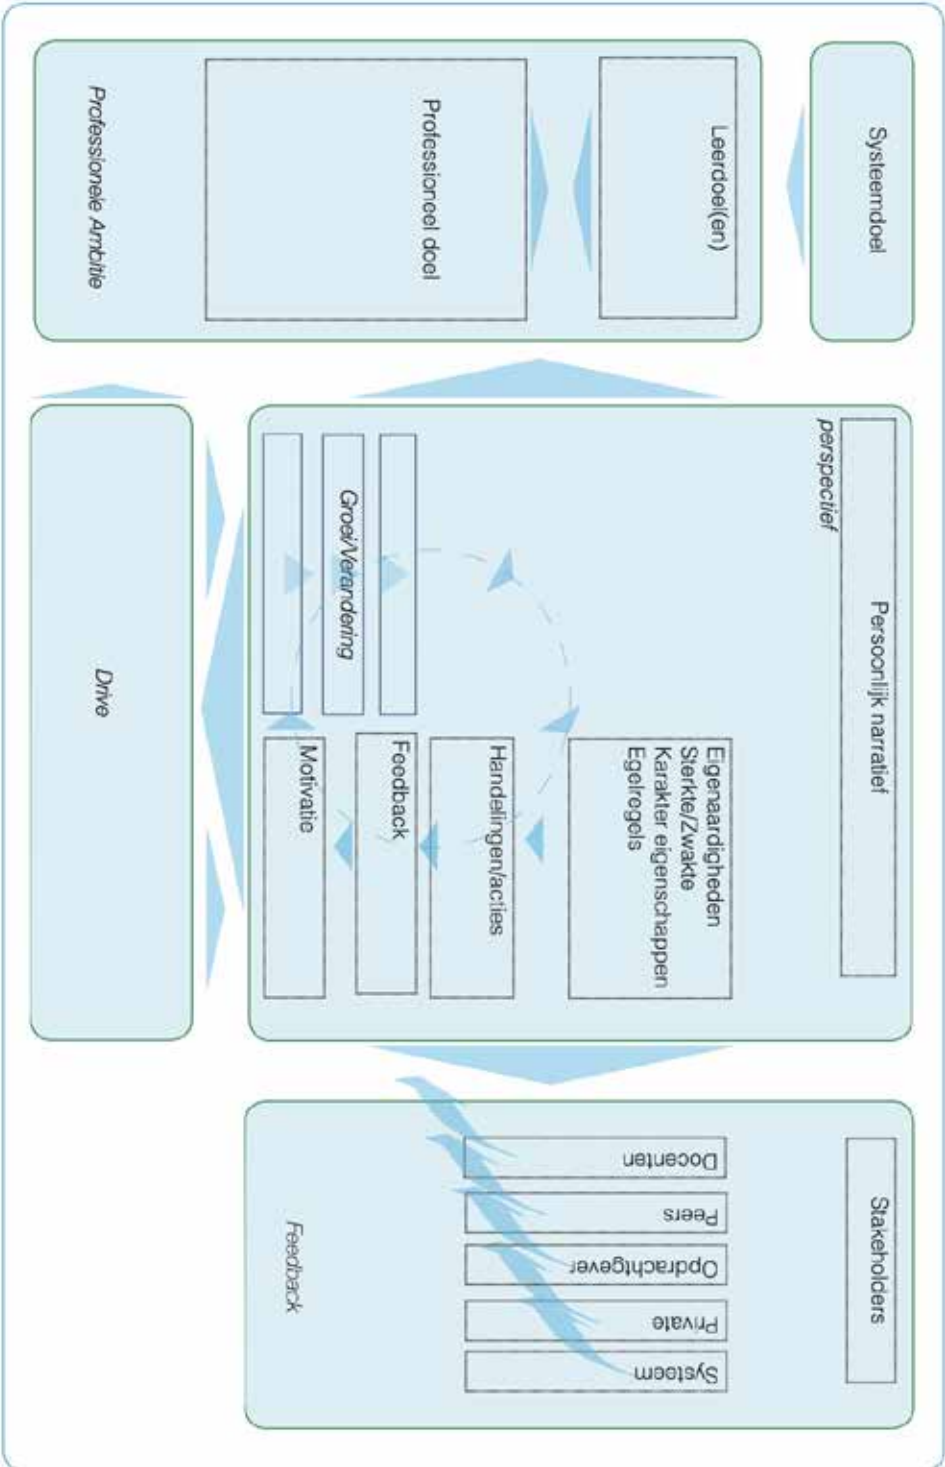 Systeemdoel
Leerdoel(en)
Professioneel doel
Professionele Ambitie
Persoonlijk narratief
perspectief
Eigenaardigheden
Sterkte/Zwakte
Karakter eigenschappen
Egelregels
Handelingen/acties
Feedback
Motivatie
Groei/Verandering
Drive
Stakeholders
Docenten
Peers
Opdrachtgever
Private
Systeem
Feedback